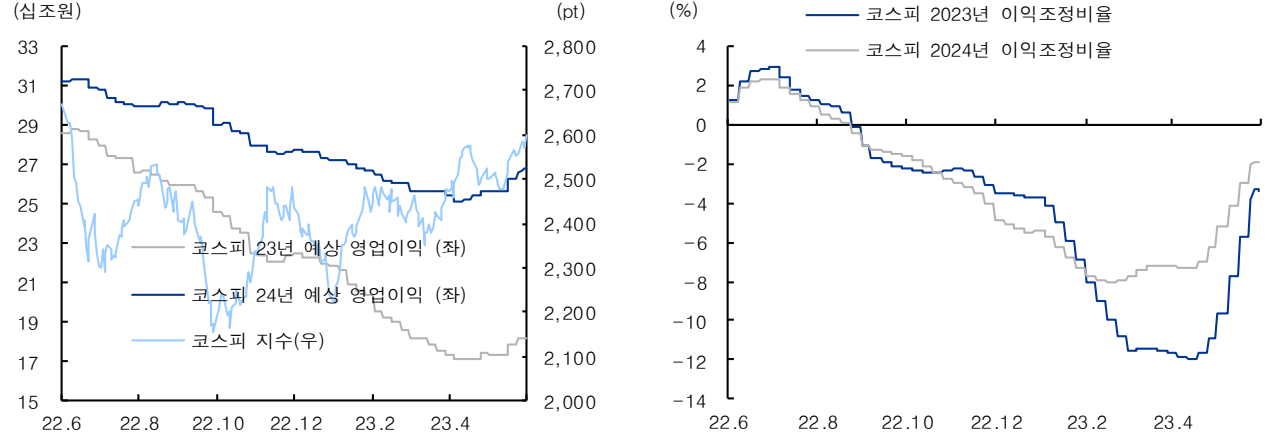 (십조원) (pt)
33 2,800
31 2,700
29 2,600
27 2,500
25 2,400
23 2,300
21 2,200
19 2,100
17 2,000
15
코스피 23년 예상 영업이익 (좌)
코스피 24년 예상 영업이익 (좌)
코스피 지수(우)
22.6 22.8 22.10 22.12 23.2 23.4
(%)
코스피 2023년 이익조정비율
코스피 2024년 이익조정비율
4
2
0
-2
-4
-6
-8
-10
-12
-14
22.6 22.8 22.10 22.12 23.2 23.4